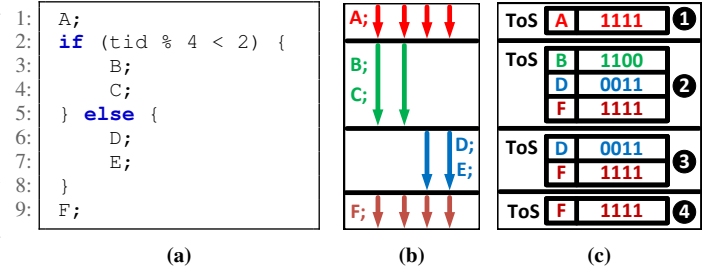 1: A;
2: if (tid % 4 < 2) {
3: B;
4: C;
5: } else {
6: D;
7: E;
8: }
9: F;
(a)
A;
B;
C;
D;
E;
F;
(b)
ToS A 1111 1
ToS B 1100
D 0011 2
F 1111
ToS D 0011 3
F 1111
ToS F 1111 4
(c)